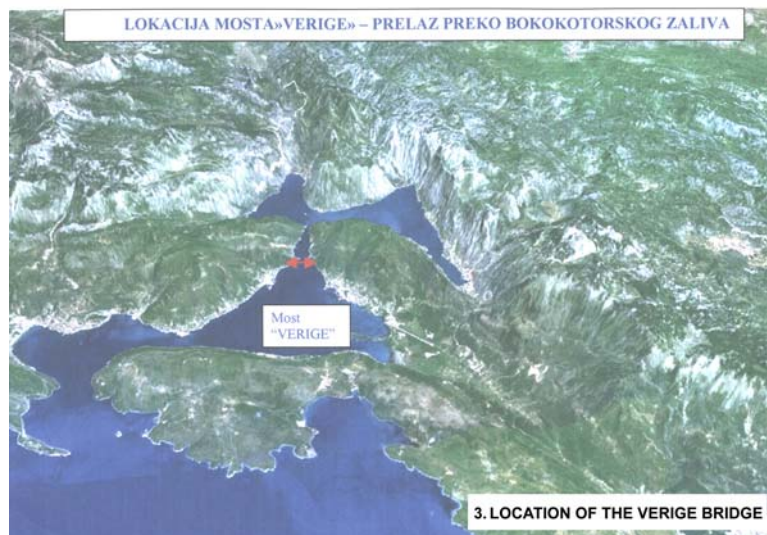 LOKACIJA MOSTA»VERIGE» – PRELAZ PREKO BOKOKOTORSKOG ZALIVA
Most
“VERIGE”
3. LOCATION OF THE VERIGE BRIDGE